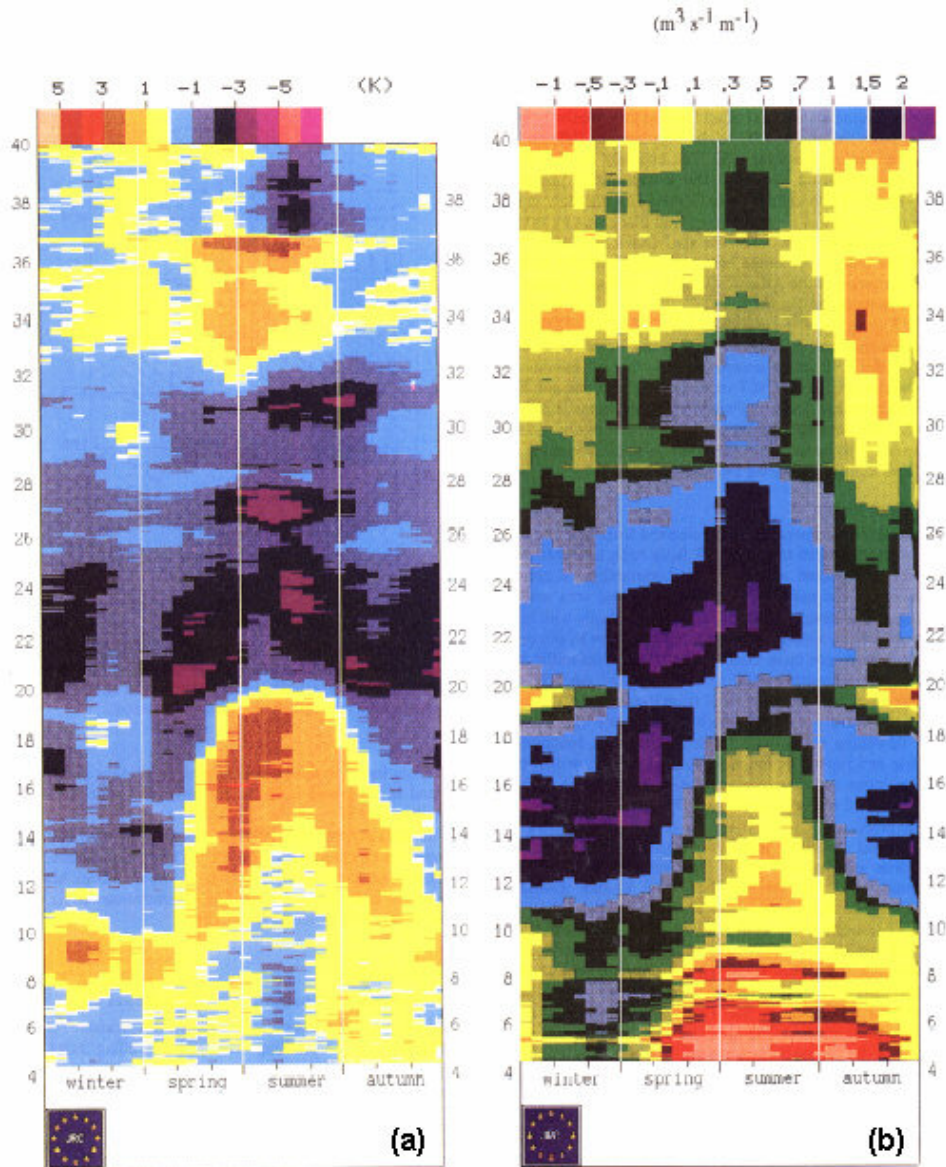 (m³ s⁻¹ m⁻¹)
5 3 1 -1 -3 -5 (K)
-1 -.5 -.3 -.1 .1 .3 .5 .7 1 1.5 2
40 40
38 38 38 38
36 36 36 36
34 34 34 34
32 32 32 32
30 30 30 30
28 28 28 28
26 26 26 26
24 24 24 24
22 22 22 22
20 20 20 20
18 18 18 18
16 16 16 16
14 14 14 14
12 12 12 12
10 10 10 10
8 8 8 8
6 6 6 6
4 4 4 4
winter spring summer autumn winter spring summer autumn
JRC (a) (b)